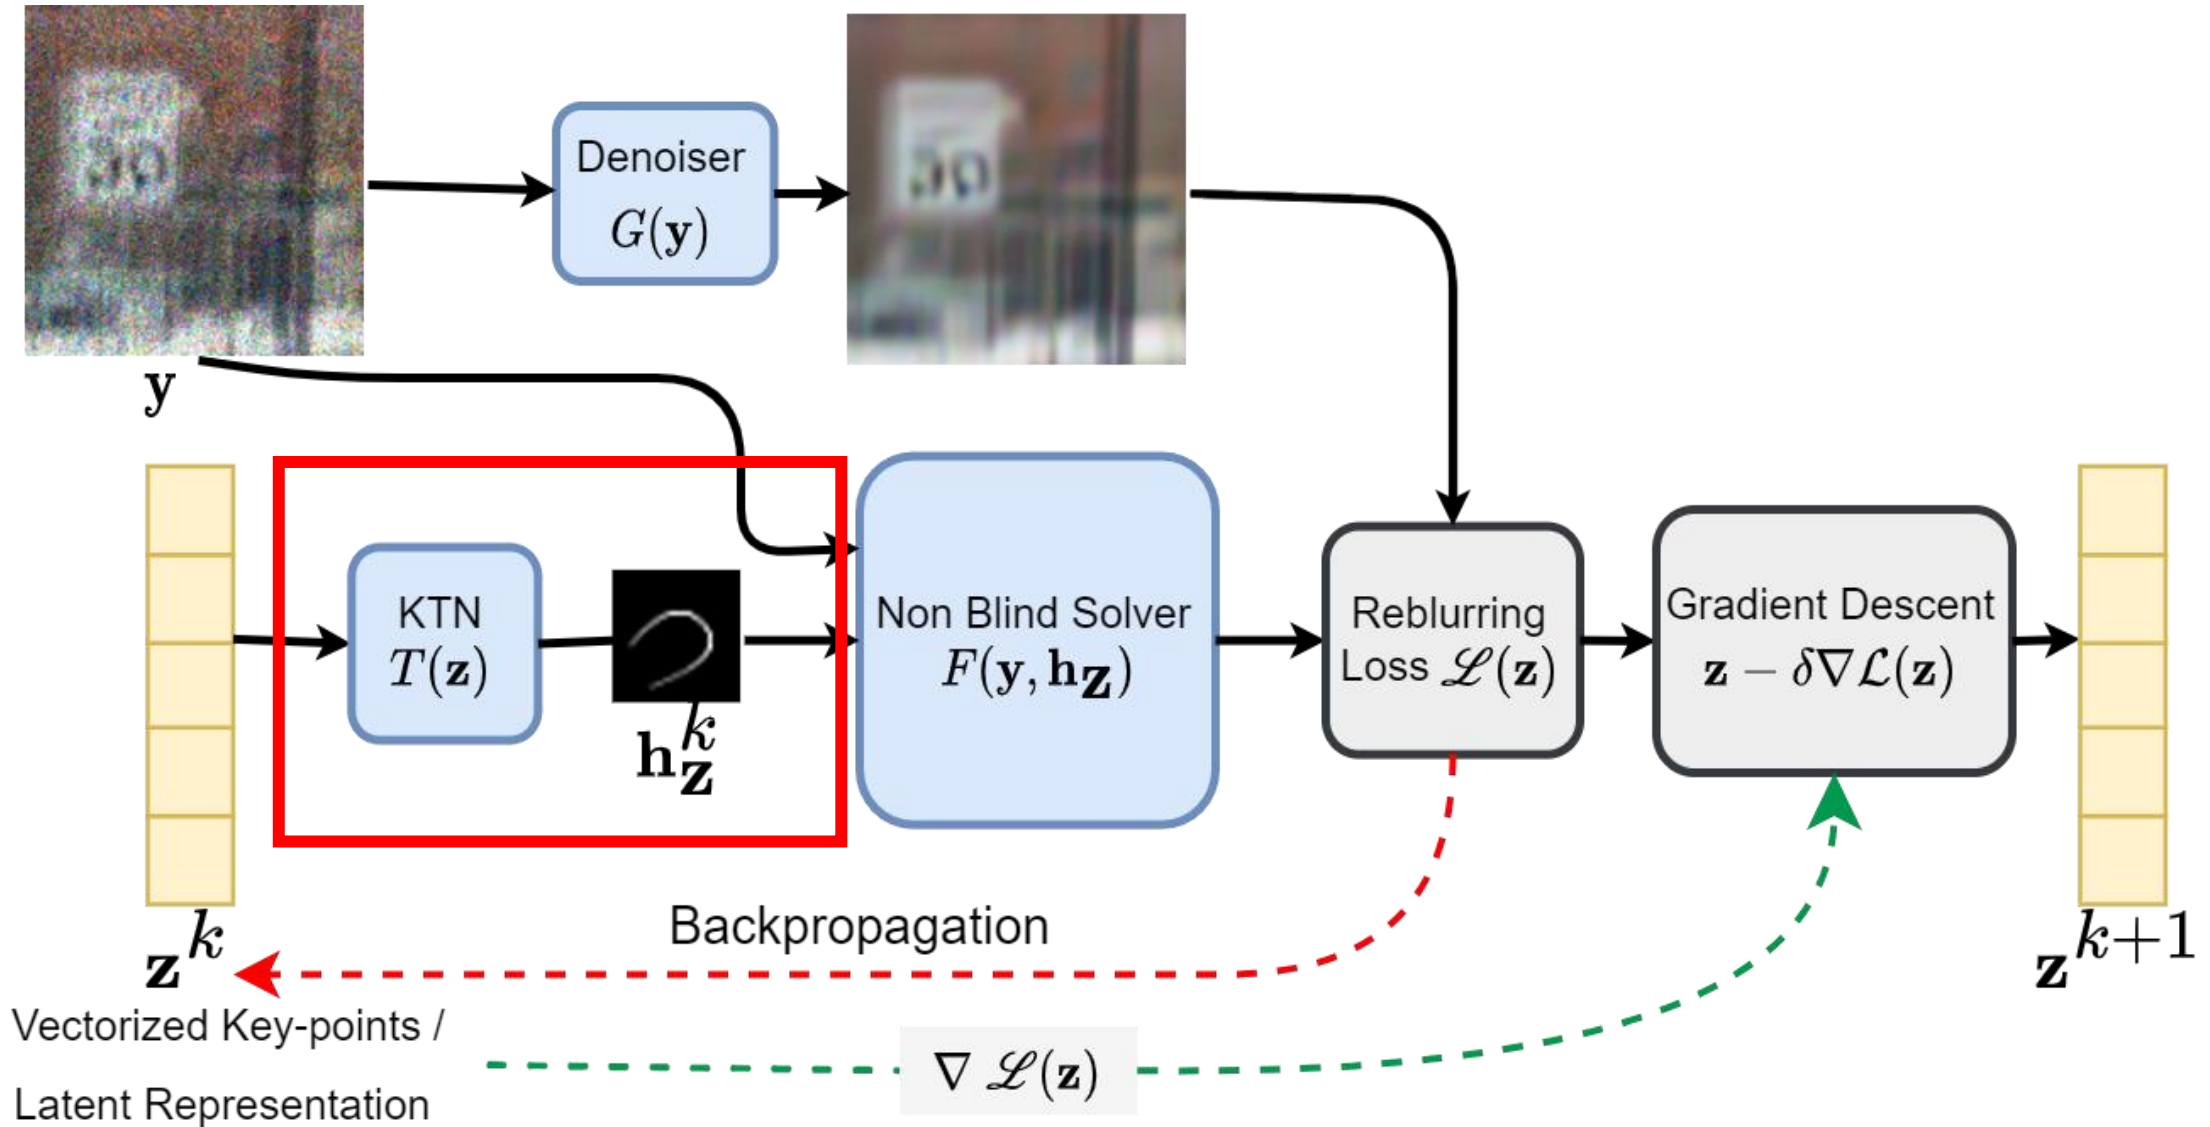 Denoiser
G(y)
y
KTN
T(z)
h_z^k
Non Blind Solver
F(y, h_z)
Reblurring
Loss ℒ(z)
Gradient Descent
z − δ∇ℒ(z)
Backpropagation
z^k
z^{k+1}
Vectorized Key-points /
Latent Representation
∇ ℒ(z)